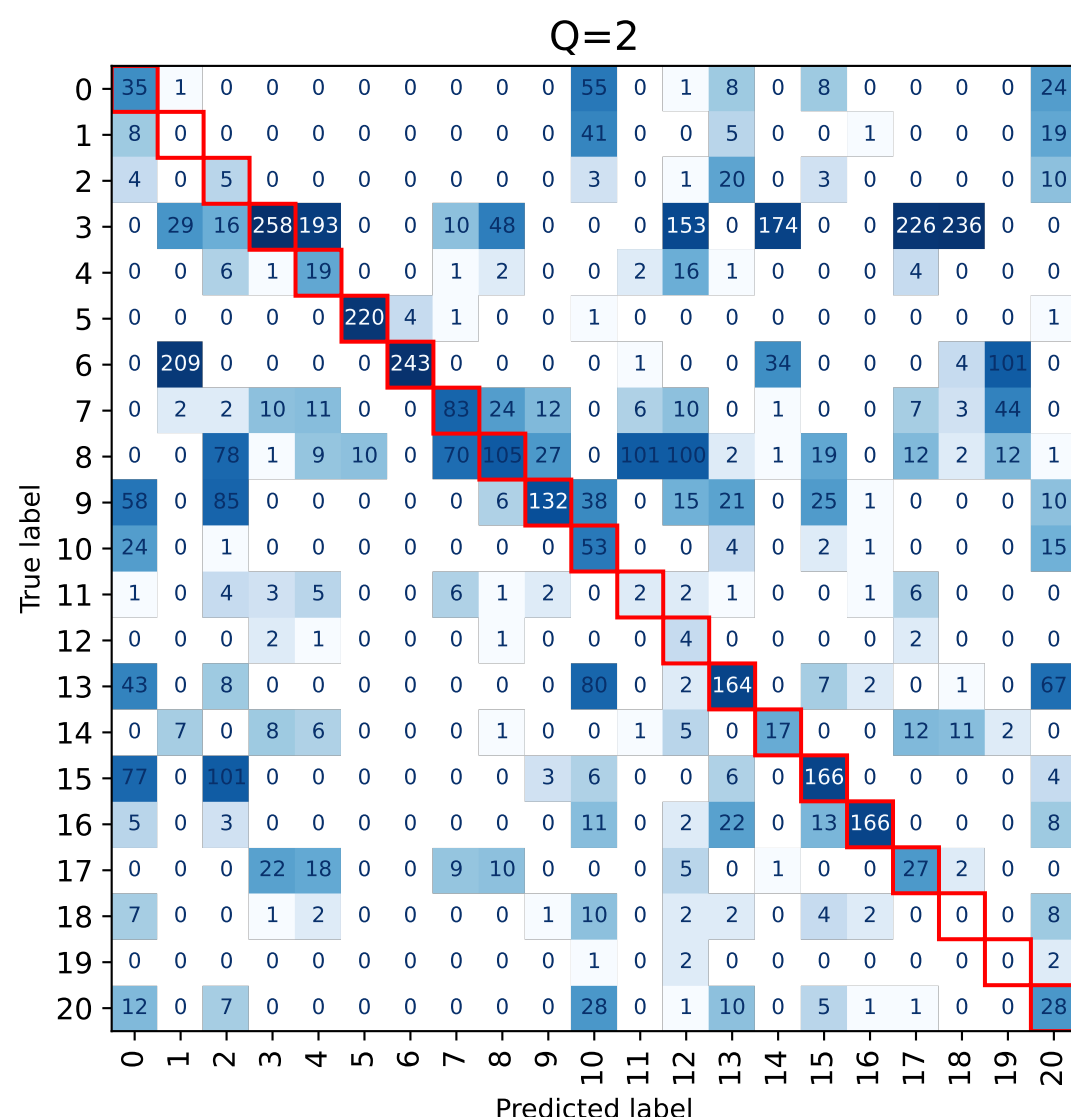 Q=2
True label
0 35 1 0 0 0 0 0 0 0 0 55 0 1 8 0 8 0 0 0 0 24
1 8 0 0 0 0 0 0 0 0 0 41 0 0 5 0 0 1 0 0 0 19
2 4 0 5 0 0 0 0 0 0 0 3 0 1 20 0 3 0 0 0 0 10
3 0 29 16 258 193 0 0 10 48 0 0 0 153 0 174 0 0 226 236 0 0
4 0 0 6 1 19 0 0 1 2 0 0 2 16 1 0 0 0 4 0 0 0
5 0 0 0 0 0 220 4 1 0 0 1 0 0 0 0 0 0 0 0 0 1
6 0 209 0 0 0 0 243 0 0 0 0 1 0 0 34 0 0 0 4 101 0
7 0 2 2 10 11 0 0 83 24 12 0 6 10 0 1 0 0 7 3 44 0
8 0 0 78 1 9 10 0 70 105 27 0 101 100 2 1 19 0 12 2 12 1
9 58 0 85 0 0 0 0 0 6 132 38 0 15 21 0 25 1 0 0 0 10
10 24 0 1 0 0 0 0 0 0 0 53 0 0 4 0 2 1 0 0 0 15
11 1 0 4 3 5 0 0 6 1 2 0 2 2 1 0 0 1 6 0 0 0
12 0 0 0 2 1 0 0 0 1 0 0 0 4 0 0 0 0 2 0 0 0
13 43 0 8 0 0 0 0 0 0 0 80 0 2 164 0 7 2 0 1 0 67
14 0 7 0 8 6 0 0 0 1 0 0 1 5 0 17 0 0 12 11 2 0
15 77 0 101 0 0 0 0 0 0 3 6 0 0 6 0 166 0 0 0 0 4
16 5 0 3 0 0 0 0 0 0 0 11 0 2 22 0 13 166 0 0 0 8
17 0 0 0 22 18 0 0 9 10 0 0 0 5 0 1 0 0 27 2 0 0
18 7 0 0 1 2 0 0 0 0 1 10 0 2 2 0 4 2 0 0 0 8
19 0 0 0 0 0 0 0 0 0 0 1 0 2 0 0 0 0 0 0 0 2
20 12 0 7 0 0 0 0 0 0 0 28 0 1 10 0 5 1 1 0 0 28
0 1 2 3 4 5 6 7 8 9 10 11 12 13 14 15 16 17 18 19 20
Predicted label